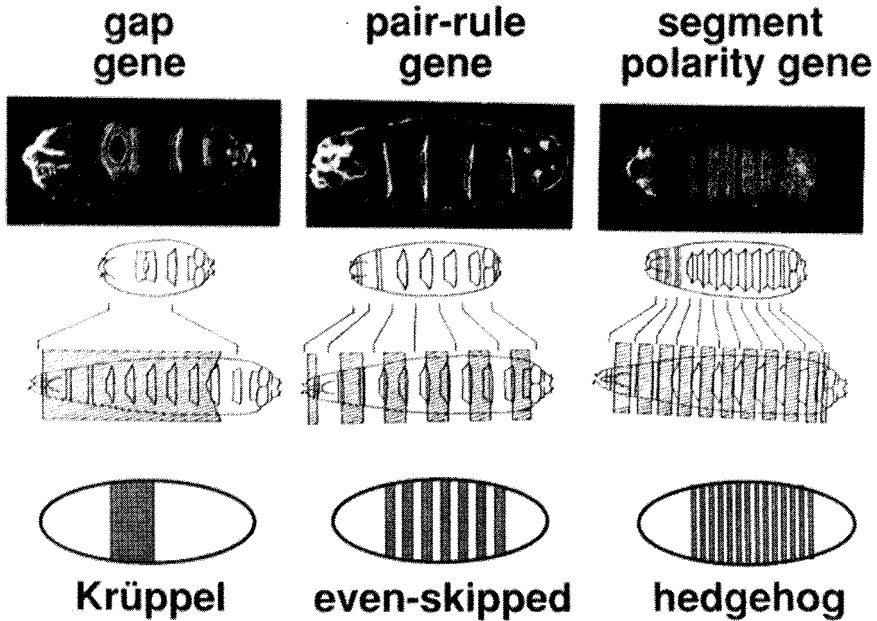 gap
gene
pair-rule
gene
segment
polarity gene
Krüppel
even-skipped
hedgehog